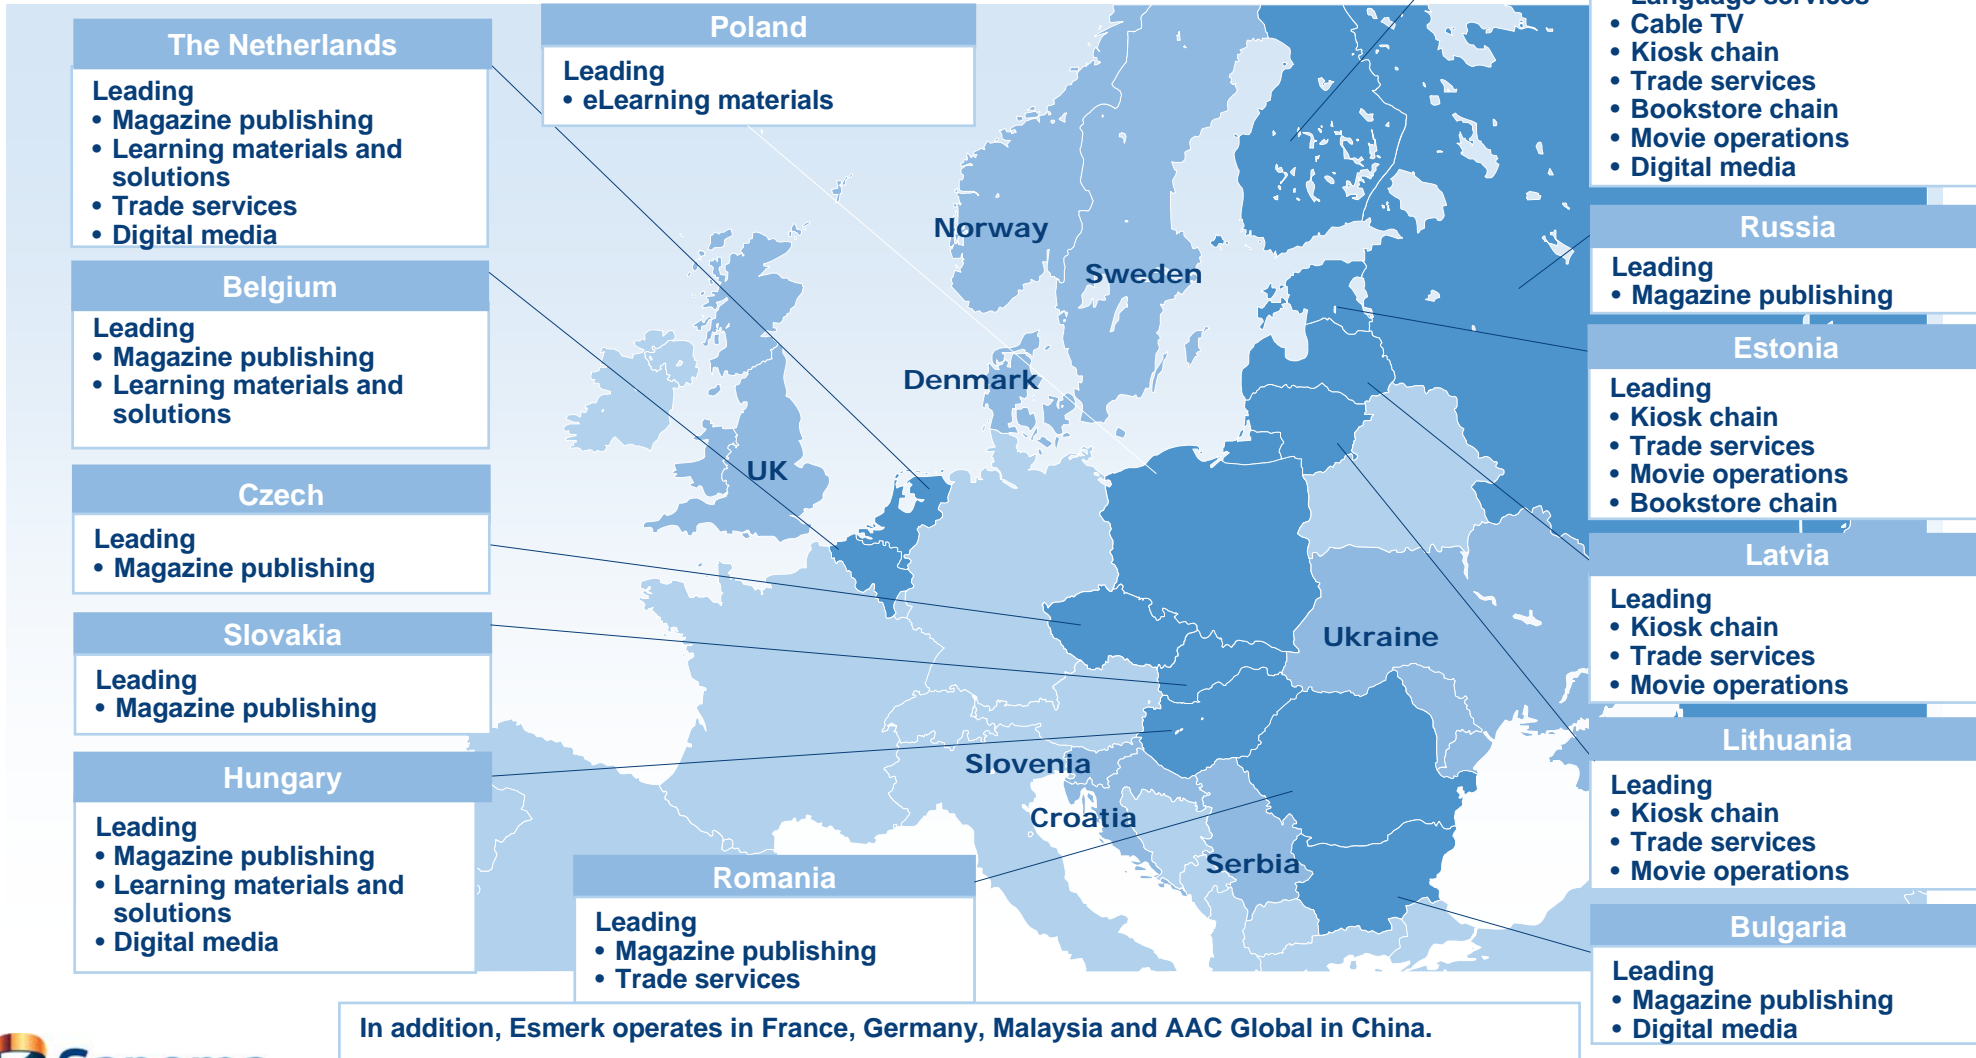 The Netherlands
Leading
• Magazine publishing
• Learning materials and
solutions
• Trade services
• Digital media
Belgium
Leading
• Magazine publishing
• Learning materials and
solutions
Czech
Leading
• Magazine publishing
Slovakia
Leading
• Magazine publishing
Hungary
Leading
• Magazine publishing
• Learning materials and
solutions
• Digital media
Poland
Leading
• eLearning materials
Norway
Sweden
Denmark
UK
Ukraine
Slovenia
Croatia
Serbia
Romania
Leading
• Magazine publishing
• Trade services
Language services
• Cable TV
• Kiosk chain
• Trade services
• Bookstore chain
• Movie operations
• Digital media
Russia
Leading
• Magazine publishing
Estonia
Leading
• Kiosk chain
• Trade services
• Movie operations
• Bookstore chain
Latvia
Leading
• Kiosk chain
• Trade services
• Movie operations
Lithuania
Leading
• Kiosk chain
• Trade services
• Movie operations
Bulgaria
Leading
• Magazine publishing
• Digital media
In addition, Esmerk operates in France, Germany, Malaysia and AAC Global in China.
Sanoma